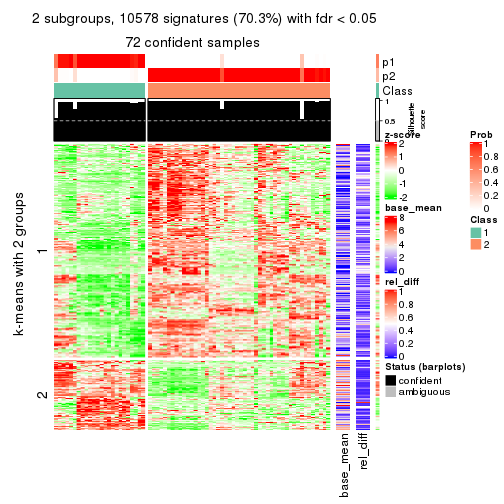 2 subgroups, 10578 signatures (70.3%) with fdr < 0.05
72 confident samples
p1
p2
Class
1
0.5
0
Silhouette
score
k-means with 2 groups
1
2
base_mean
rel_diff
z-score
2
1
0
-1
-2
base_mean
8
6
4
2
0
rel_diff
1
0.8
0.6
0.4
0.2
0
Status (barplots)
confident
ambiguous
Prob
1
0.8
0.6
0.4
0.2
0
Class
1
2